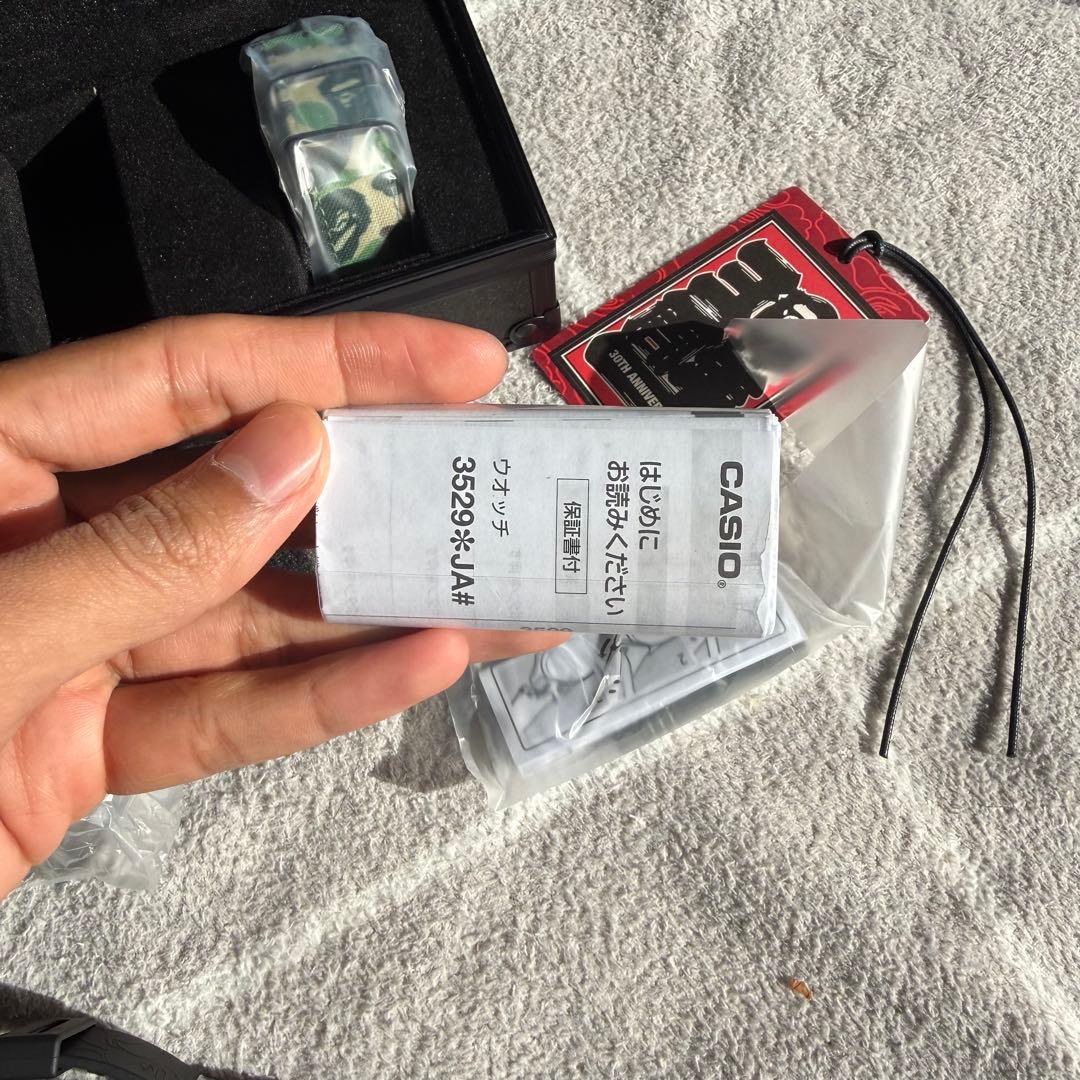 CASIO®
はじめに
お読みください
保証書付
ウオッチ
3529※JA#
30TH ANNIVER